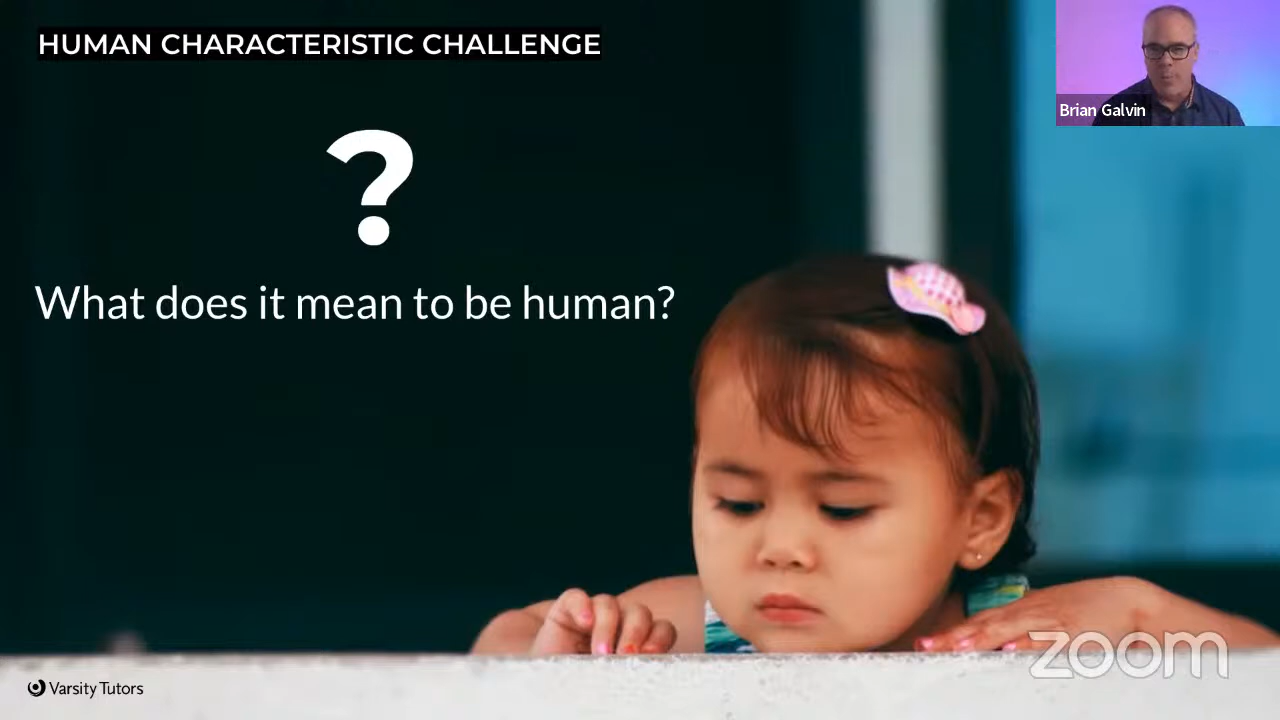 HUMAN CHARACTERISTIC CHALLENGE
Brian Galvin
?
What does it mean to be human?
zoom
Varsity Tutors